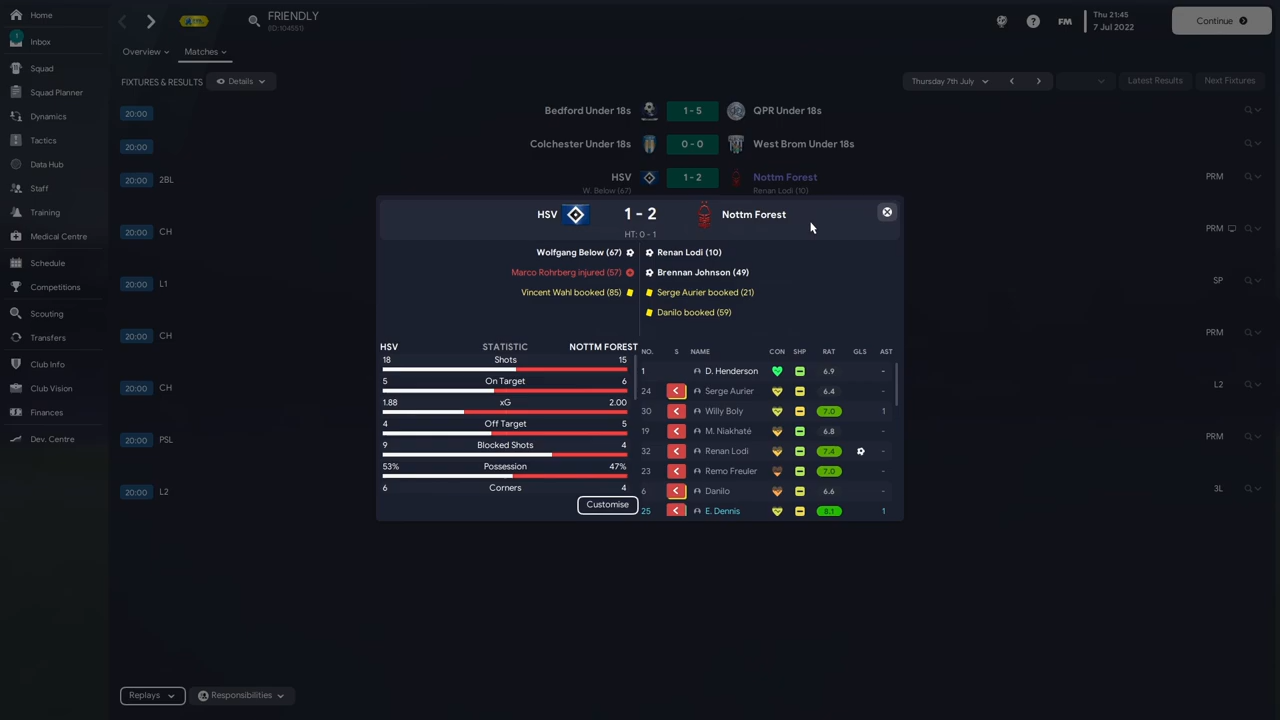 Home
FRIENDLY
(ID:104551)
Thu 21:45
7 Jul 2022
FM
Continue
1
Inbox
Overview
Matches
Squad
FIXTURES & RESULTS
Details
Thursday 7th July
Latest Results
Next Fixtures
Squad Planner
20:00
Bedford Under 18s
1 - 5
QPR Under 18s
Dynamics
Tactics
20:00
Colchester Under 18s
0 - 0
West Brom Under 18s
Data Hub
20:00
2BL
HSV
1-2
Nottm Forest
PRM
W. Below (67)
Renan Lodi (10)
Staff
Training
Medical Centre
20:00
CH
PRM
Schedule
Competitions
20:00
L1
SP
Scouting
Transfers
20:00
CH
PRM
Club Info
Club Vision
20:00
CH
L2
Finances
Dev. Centre
20:00
PSL
PRM
20:00
L2
3L
HSV
1 - 2
Nottm Forest
HT: 0 - 1
Wolfgang Below (67)
Renan Lodi (10)
Marco Rohrberg injured (57)
Brennan Johnson (49)
Vincent Wahl booked (85)
Serge Aurier booked (21)
Danilo booked (59)
HSV
STATISTIC
NOTTM FOREST
18
Shots
15
5
On Target
6
1.88
xG
2.00
4
Off Target
5
9
Blocked Shots
4
53%
Possession
47%
6
Corners
4
Customise
NO.
S
NAME
CON
SHP
RAT
GLS
AST
1
D. Henderson
6.9
-
24
Serge Aurier
6.4
-
30
Willy Boly
7.0
1
19
M. Niakhaté
6.8
-
32
Renan Lodi
7.4
-
23
Remo Freuler
7.0
-
6
Danilo
6.6
-
25
E. Dennis
8.1
1
Replays
Responsibilities